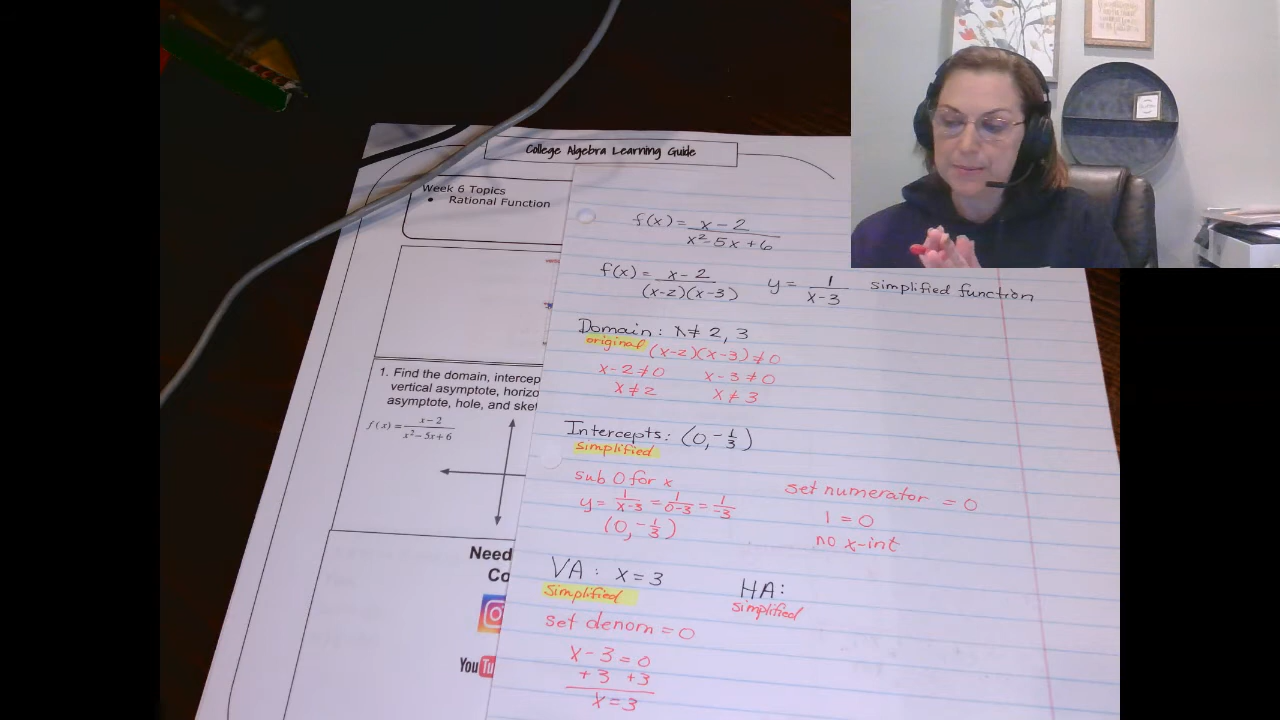 College Algebra Learning Guide
Week 6 Topics
• Rational Function
1. Find the domain, intercep
vertical asymptote, horizo
asymptote, hole, and ske
f(x) = x-2 / x²-5x+6
Need
Co
You Tu
f(x) = x-2 / x²-5x+6
f(x) = x-2 / (x-2)(x-3)   y = 1 / x-3   simplified function
Domain: x ≠ 2, 3
original (x-2)(x-3) ≠ 0
x-2 ≠ 0   x-3 ≠ 0
x ≠ 2   x ≠ 3
Intercepts: (0, -1/3)
simplified
sub 0 for x   set numerator = 0
y = 1/x-3 = 1/0-3 = 1/-3   1 = 0
(0, -1/3)   no x-int
VA: x = 3   HA:
simplified   simplified
set denom = 0
x-3 = 0
+3 +3
x = 3